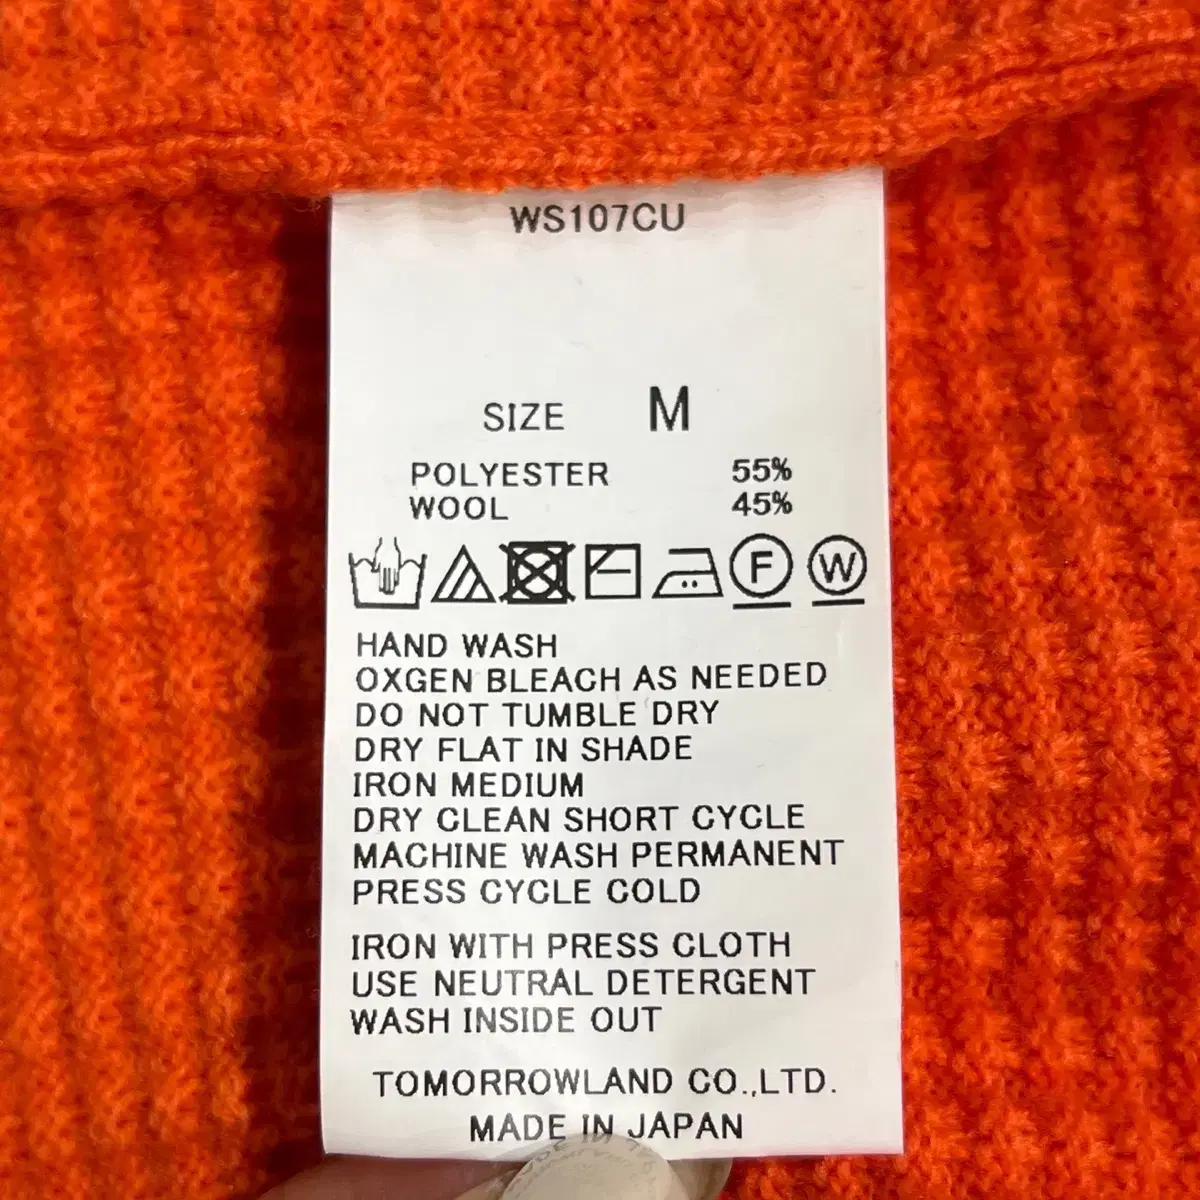 WS107CU
SIZE M
POLYESTER 55%
WOOL 45%
F W
HAND WASH
OXGEN BLEACH AS NEEDED
DO NOT TUMBLE DRY
DRY FLAT IN SHADE
IRON MEDIUM
DRY CLEAN SHORT CYCLE
MACHINE WASH PERMANENT
PRESS CYCLE COLD
IRON WITH PRESS CLOTH
USE NEUTRAL DETERGENT
WASH INSIDE OUT
TOMORROWLAND CO.,LTD.
MADE IN JAPAN